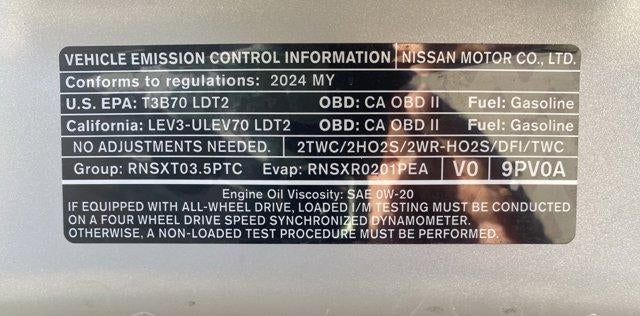 VEHICLE EMISSION CONTROL INFORMATION NISSAN MOTOR CO., LTD.
Conforms to regulations: 2024 MY
U.S. EPA: T3B70 LDT2 OBD: CA OBD II Fuel: Gasoline
California: LEV3-ULEV70 LDT2 OBD: CA OBD II Fuel: Gasoline
NO ADJUSTMENTS NEEDED. 2TWC/2HO2S/2WR-HO2S/DFI/TWC
Group: RNSXT03.5PTC Evap: RNSXR0201PEA V0 9PV0A
Engine Oil Viscosity: SAE 0W-20
IF EQUIPPED WITH ALL-WHEEL DRIVE, LOADED I/M TESTING MUST BE CONDUCTED
ON A FOUR WHEEL DRIVE SPEED SYNCHRONIZED DYNAMOMETER.
OTHERWISE, A NON-LOADED TEST PROCEDURE MUST BE PERFORMED.